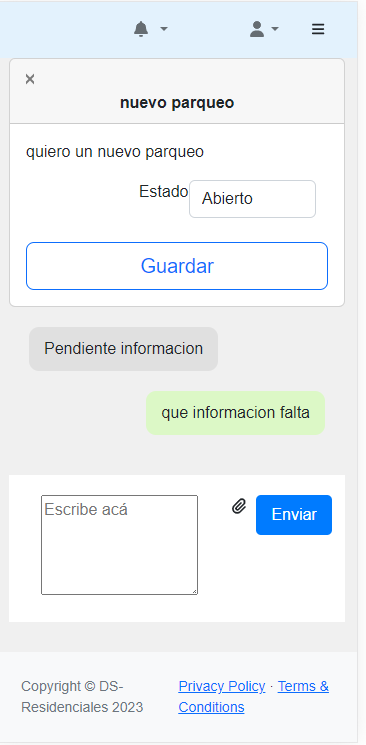 nuevo parqueo
quiero un nuevo parqueo
Estado Abierto
Guardar
Pendiente informacion
que informacion falta
Escribe acá
Enviar
Copyright © DS-
Residenciales 2023
Privacy Policy · Terms &
Conditions